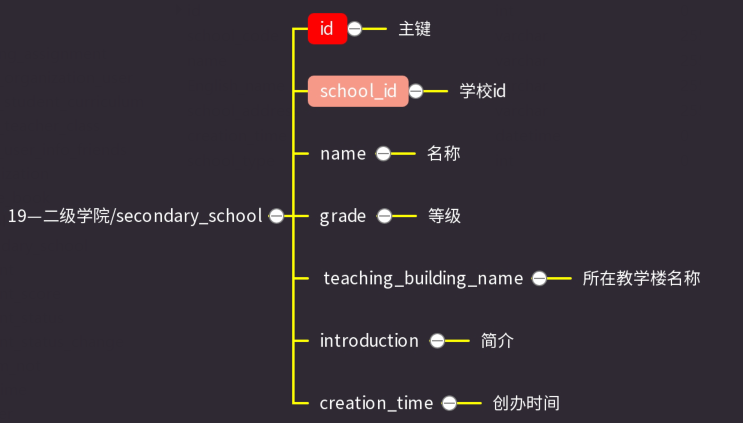 id 主键
school_id 学校id
name 名称
19—二级学院/secondary_school grade 等级
teaching_building_name 所在教学楼名称
introduction 简介
creation_time 创办时间